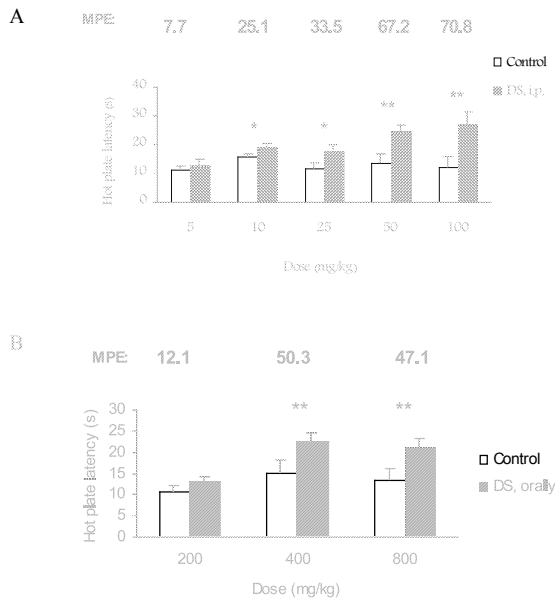 A
MPE: 7.7 25.1 33.5 67.2 70.8
Control
DS, i.p.
Hot plate latency (s)
40
30
20
10
0
* * ** **
5 10 25 50 100
Dose (mg/kg)
B
MPE: 12.1 50.3 47.1
Hot plate latency (s)
30
25
20
15
10
5
0
** **
Control
DS, orally
200 400 800
Dose (mg/kg)